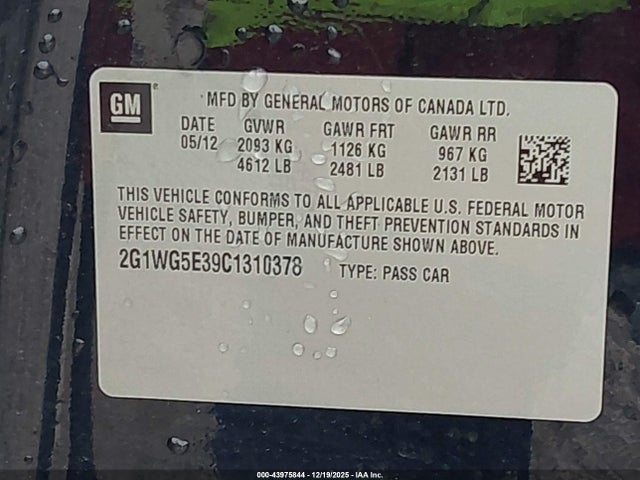 GM
MFD BY GENERAL MOTORS OF CANADA LTD.
DATE GVWR GAWR FRT GAWR RR
05/12 2093 KG 1126 KG 967 KG
4612 LB 2481 LB 2131 LB
THIS VEHICLE CONFORMS TO ALL APPLICABLE U.S. FEDERAL MOTOR
VEHICLE SAFETY, BUMPER, AND THEFT PREVENTION STANDARDS IN
EFFECT ON THE DATE OF MANUFACTURE SHOWN ABOVE.
2G1WG5E39C1310378 TYPE: PASS CAR
000-43975844 - 12/19/2025 - IAA Inc.